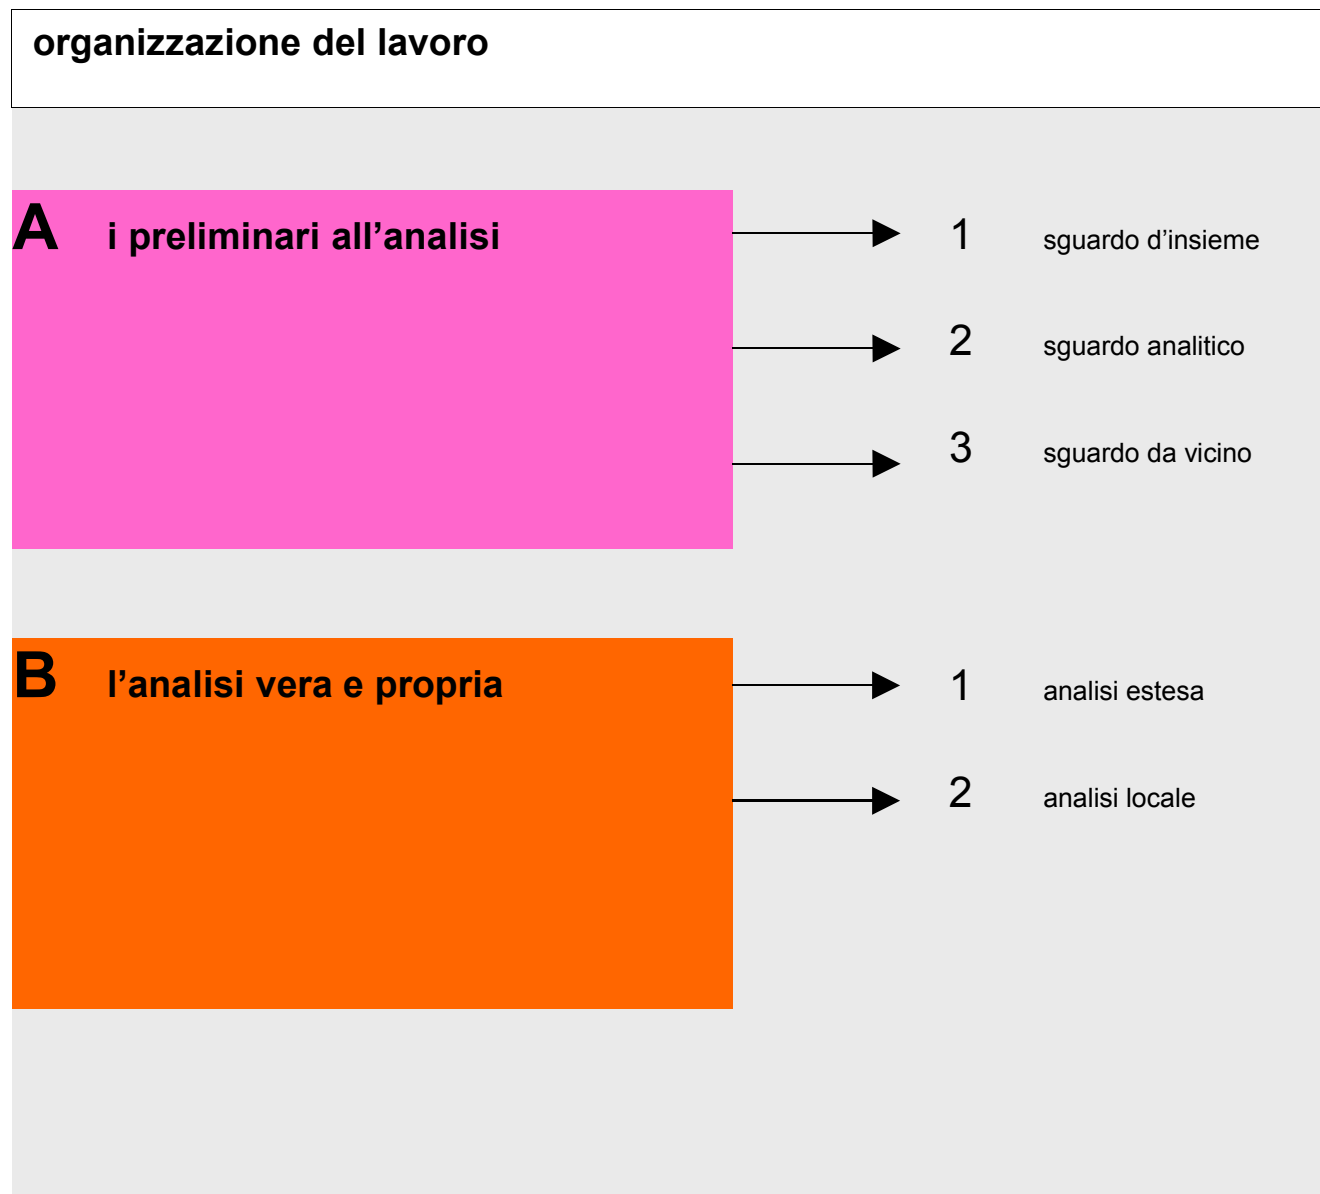 organizzazione del lavoro
A i preliminari all’analisi
1 sguardo d’insieme
2 sguardo analitico
3 sguardo da vicino
B l’analisi vera e propria
1 analisi estesa
2 analisi locale